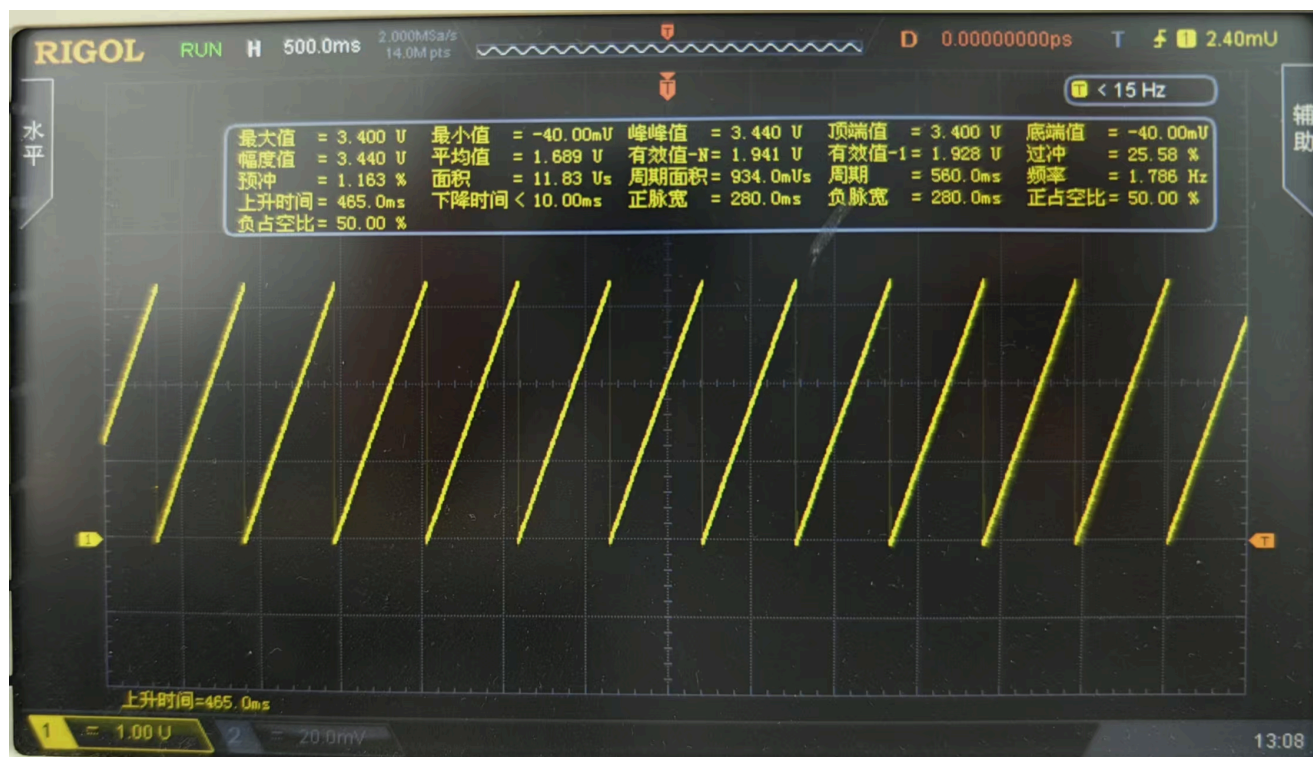 RIGOL RUN H 500.0ms 2.000MSa/s 14.0M pts T D 0.00000000ps T 1 2.40mV
T T < 15 Hz
水平
辅助
最大值 = 3.400 V 最小值 = -40.00mV 峰峰值 = 3.440 V 顶端值 = 3.400 V 底端值 = -40.00mV
幅度值 = 3.440 V 平均值 = 1.689 V 有效值-N= 1.941 V 有效值-1= 1.928 V 过冲 = 25.58 %
预冲 = 1.163 % 面积 = 11.83 Vs 周期面积= 934.0mVs 周期 = 560.0ms 频率 = 1.786 Hz
上升时间= 465.0ms 下降时间< 10.00ms 正脉宽 = 280.0ms 负脉宽 = 280.0ms 正占空比= 50.00 %
负占空比= 50.00 %
1 T
上升时间=465.0ms
1 = 1.00 V 2 = 20.0mV
13:08